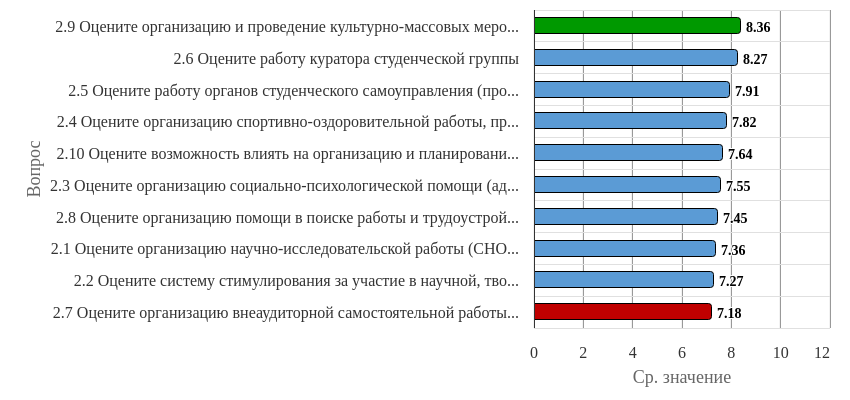 2.9 Оцените организацию и проведение культурно-массовых меро... 8.36
2.6 Оцените работу куратора студенческой группы 8.27
2.5 Оцените работу органов студенческого самоуправления (про... 7.91
2.4 Оцените организацию спортивно-оздоровительной работы, пр... 7.82
2.10 Оцените возможность влиять на организацию и планировани... 7.64
2.3 Оцените организацию социально-психологической помощи (ад... 7.55
2.8 Оцените организацию помощи в поиске работы и трудоустрой... 7.45
2.1 Оцените организацию научно-исследовательской работы (СНО... 7.36
2.2 Оцените систему стимулирования за участие в научной, тво... 7.27
2.7 Оцените организацию внеаудиторной самостоятельной работы... 7.18
Вопрос
0 2 4 6 8 10 12
Ср. значение